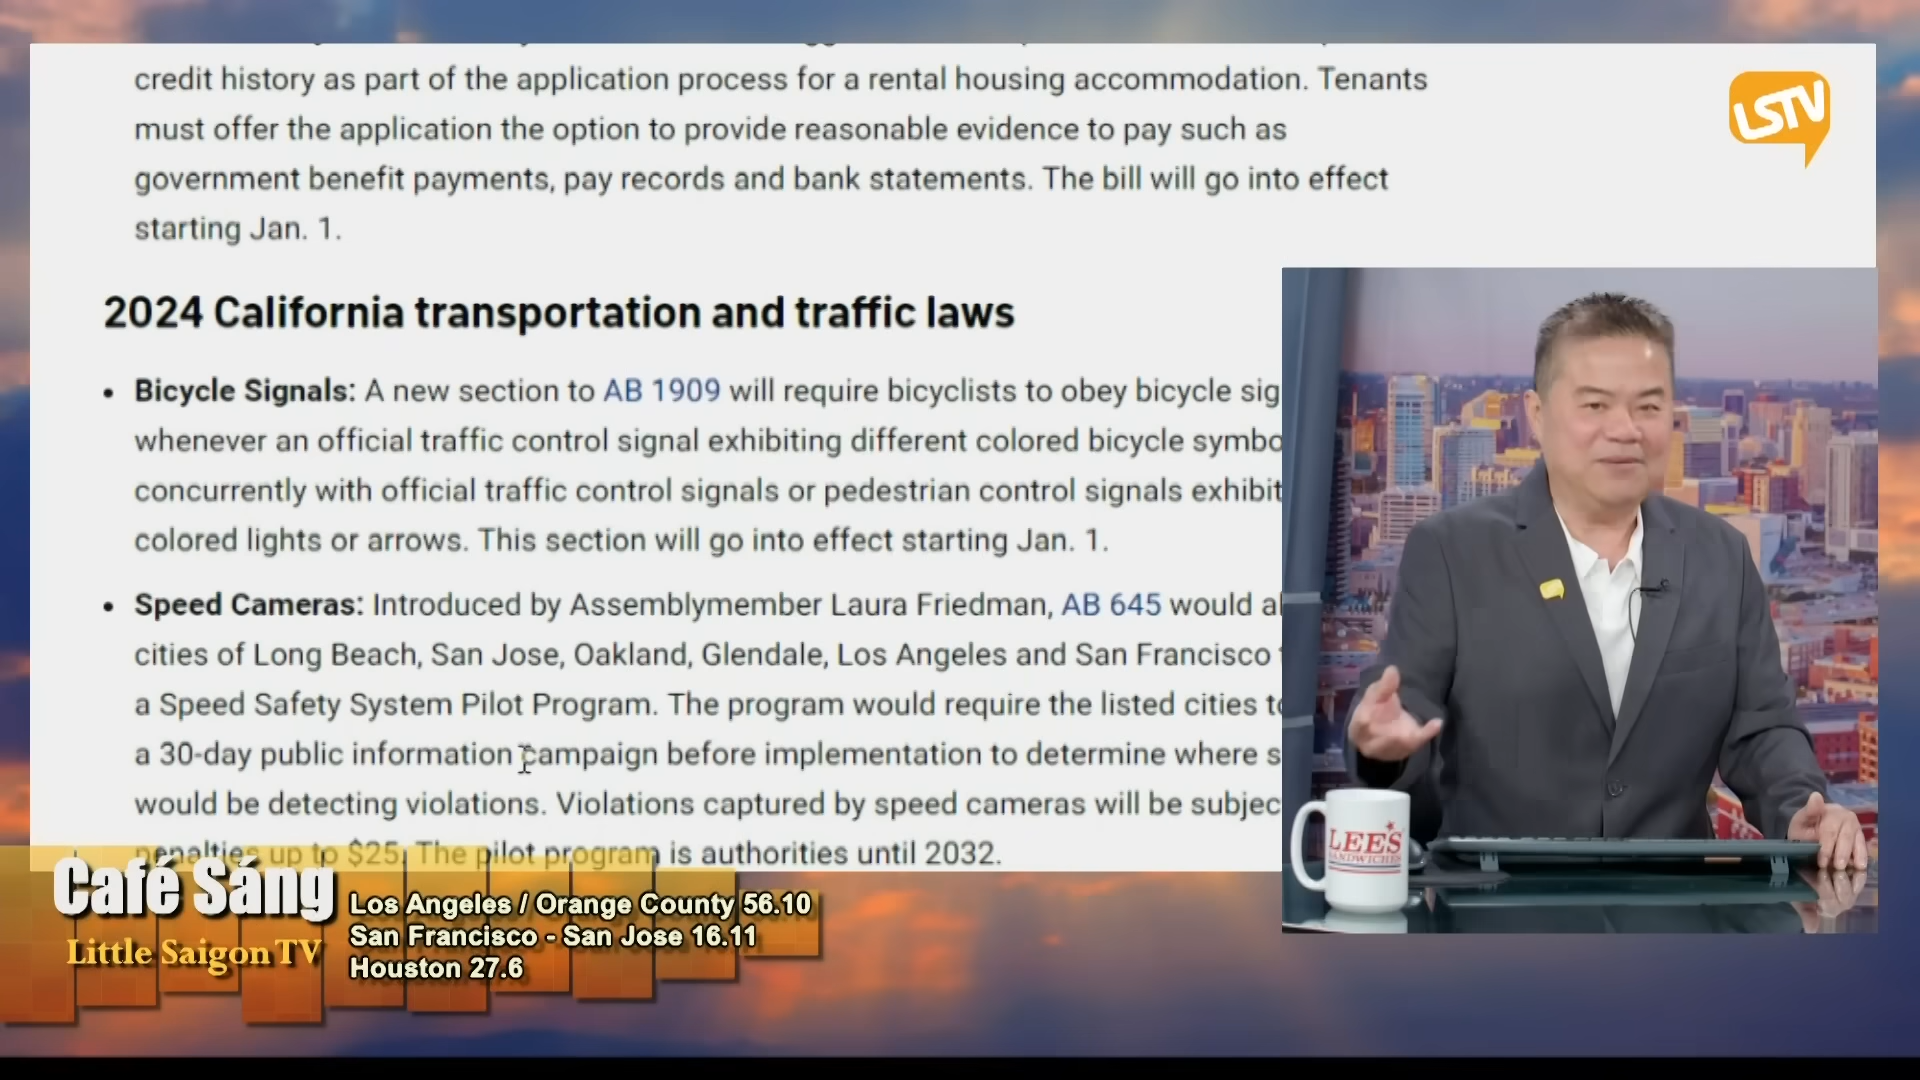 credit history as part of the application process for a rental housing accommodation. Tenants
must offer the application the option to provide reasonable evidence to pay such as
government benefit payments, pay records and bank statements. The bill will go into effect
starting Jan. 1.
LSTV
2024 California transportation and traffic laws
• Bicycle Signals: A new section to AB 1909 will require bicyclists to obey bicycle sig
whenever an official traffic control signal exhibiting different colored bicycle symbo
concurrently with official traffic control signals or pedestrian control signals exhibit
colored lights or arrows. This section will go into effect starting Jan. 1.
• Speed Cameras: Introduced by Assemblymember Laura Friedman, AB 645 would al
cities of Long Beach, San Jose, Oakland, Glendale, Los Angeles and San Francisco
a Speed Safety System Pilot Program. The program would require the listed cities to
a 30-day public information campaign before implementation to determine where s
would be detecting violations. Violations captured by speed cameras will be subjec
penalties up to $25. The pilot program is authorities until 2032.
LEE'S
SANDWICHES
Café Sáng
Little Saigon TV
Los Angeles / Orange County 56.10
San Francisco - San Jose 16.11
Houston 27.6